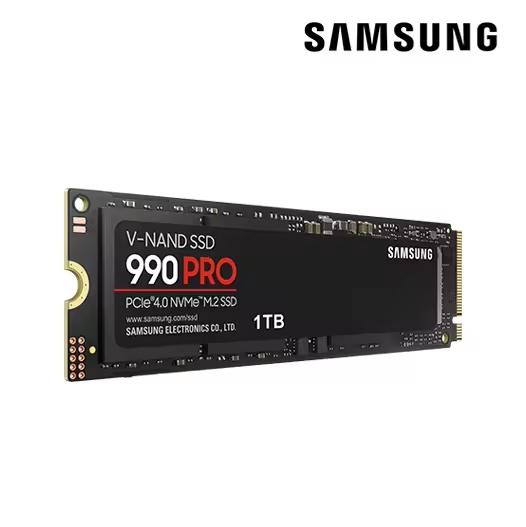 SAMSUNG
V-NAND SSD
990 PRO
PCIe®4.0 NVMe™ M.2 SSD
www.samsung.com/ssd
SAMSUNG ELECTRONICS CO., LTD.
1TB
SAMSUNG